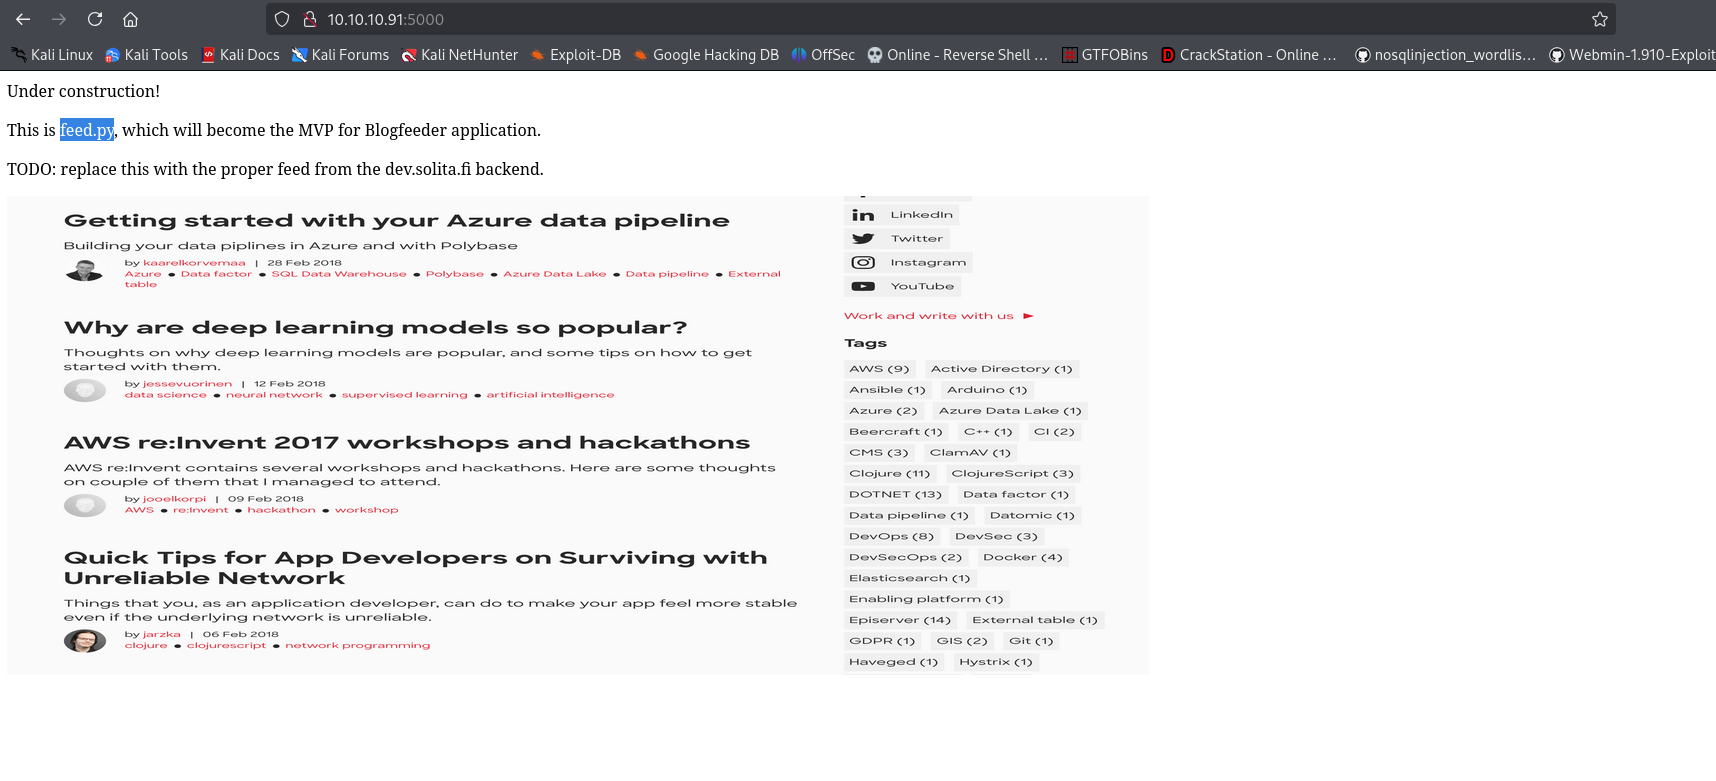 10.10.10.91:5000
Kali Linux Kali Tools Kali Docs Kali Forums Kali NetHunter Exploit-DB Google Hacking DB OffSec Online - Reverse Shell … GTFOBins CrackStation - Online … nosqlinjection_wordlis… Webmin-1.910-Exploit
Under construction!
This is feed.py, which will become the MVP for Blogfeeder application.
TODO: replace this with the proper feed from the dev.solita.fi backend.
Getting started with your Azure data pipeline
Building your data piplines in Azure and with Polybase
by kaarelkorvemaa | 28 Feb 2018
Azure ● Data factor ● SQL Data Warehouse ● Polybase ● Azure Data Lake ● Data pipeline ● External
table
Why are deep learning models so popular?
Thoughts on why deep learning models are popular, and some tips on how to get
started with them.
by jessevuorinen | 12 Feb 2018
data science ● neural network ● supervised learning ● artificial intelligence
AWS re:Invent 2017 workshops and hackathons
AWS re:Invent contains several workshops and hackathons. Here are some thoughts
on couple of them that I managed to attend.
by jooelkorpi | 09 Feb 2018
AWS ● re:Invent ● hackathon ● workshop
Quick Tips for App Developers on Surviving with
Unreliable Network
Things that you, as an application developer, can do to make your app feel more stable
even if the underlying network is unreliable.
by jarzka | 06 Feb 2018
clojure ● clojurescript ● network programming
LinkedIn
Twitter
Instagram
YouTube
Work and write with us ►
Tags
AWS (9) Active Directory (1)
Ansible (1) Arduino (1)
Azure (2) Azure Data Lake (1)
Beercraft (1) C++ (1) CI (2)
CMS (3) ClamAV (1)
Clojure (11) ClojureScript (3)
DOTNET (13) Data factor (1)
Data pipeline (1) Datomic (1)
DevOps (8) DevSec (3)
DevSecOps (2) Docker (4)
Elasticsearch (1)
Enabling platform (1)
Episerver (14) External table (1)
GDPR (1) GIS (2) Git (1)
Haveged (1) Hystrix (1)